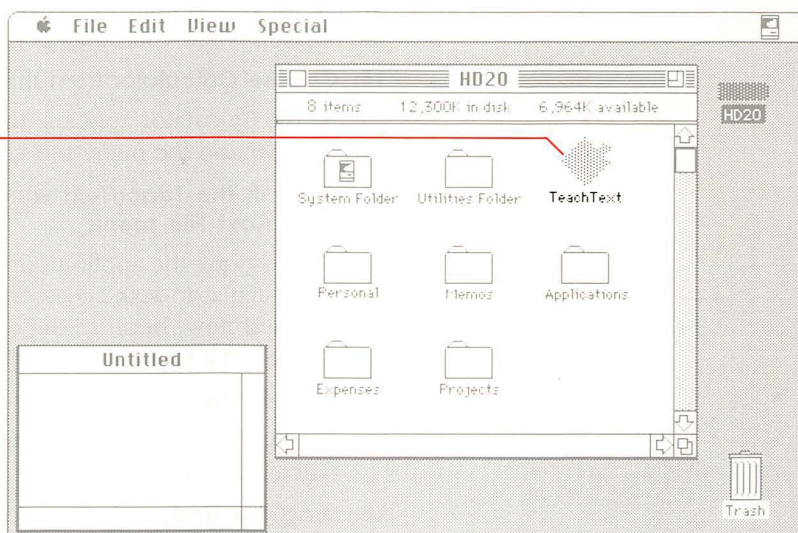 File Edit View Special
HD20
8 items 12,300K in disk 6,964K available
HD20
System Folder Utilities Folder TeachText
Personal Memos Applications
Untitled
Expenses Projects
Trash